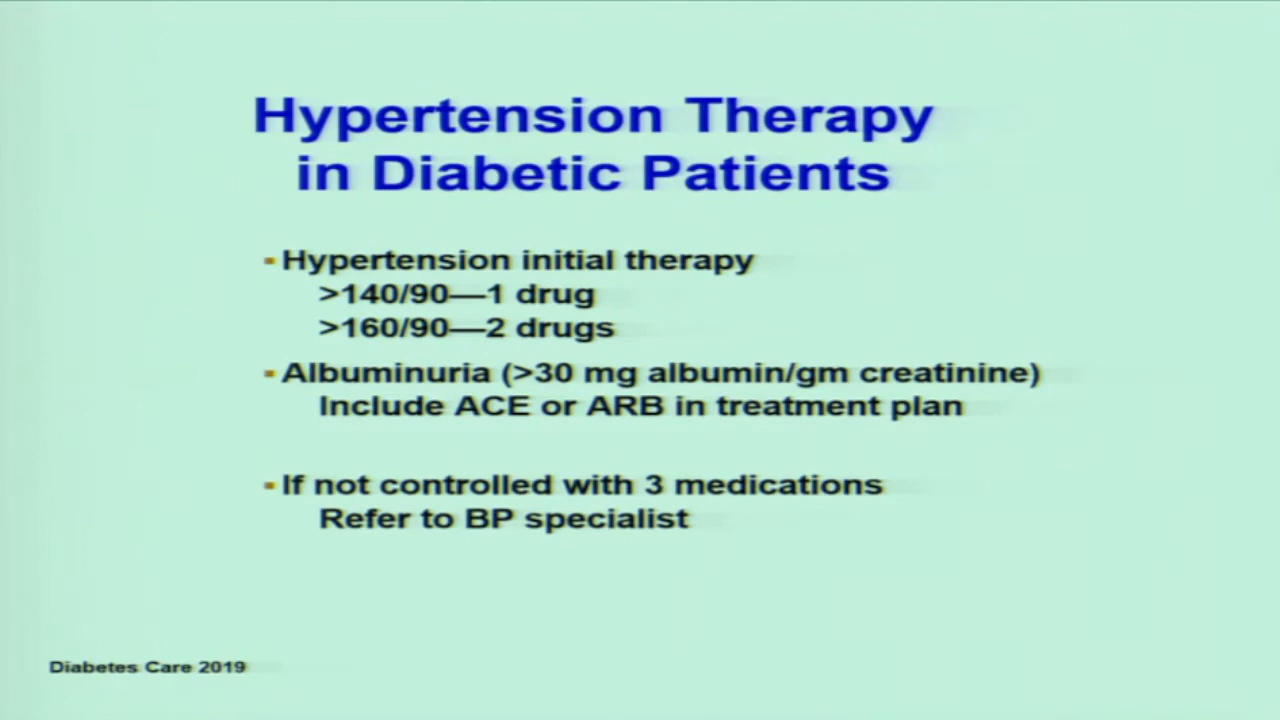 Hypertension Therapy
in Diabetic Patients
▪ Hypertension initial therapy
>140/90—1 drug
>160/90—2 drugs
▪ Albuminuria (>30 mg albumin/gm creatinine)
Include ACE or ARB in treatment plan
▪ If not controlled with 3 medications
Refer to BP specialist
Diabetes Care 2019